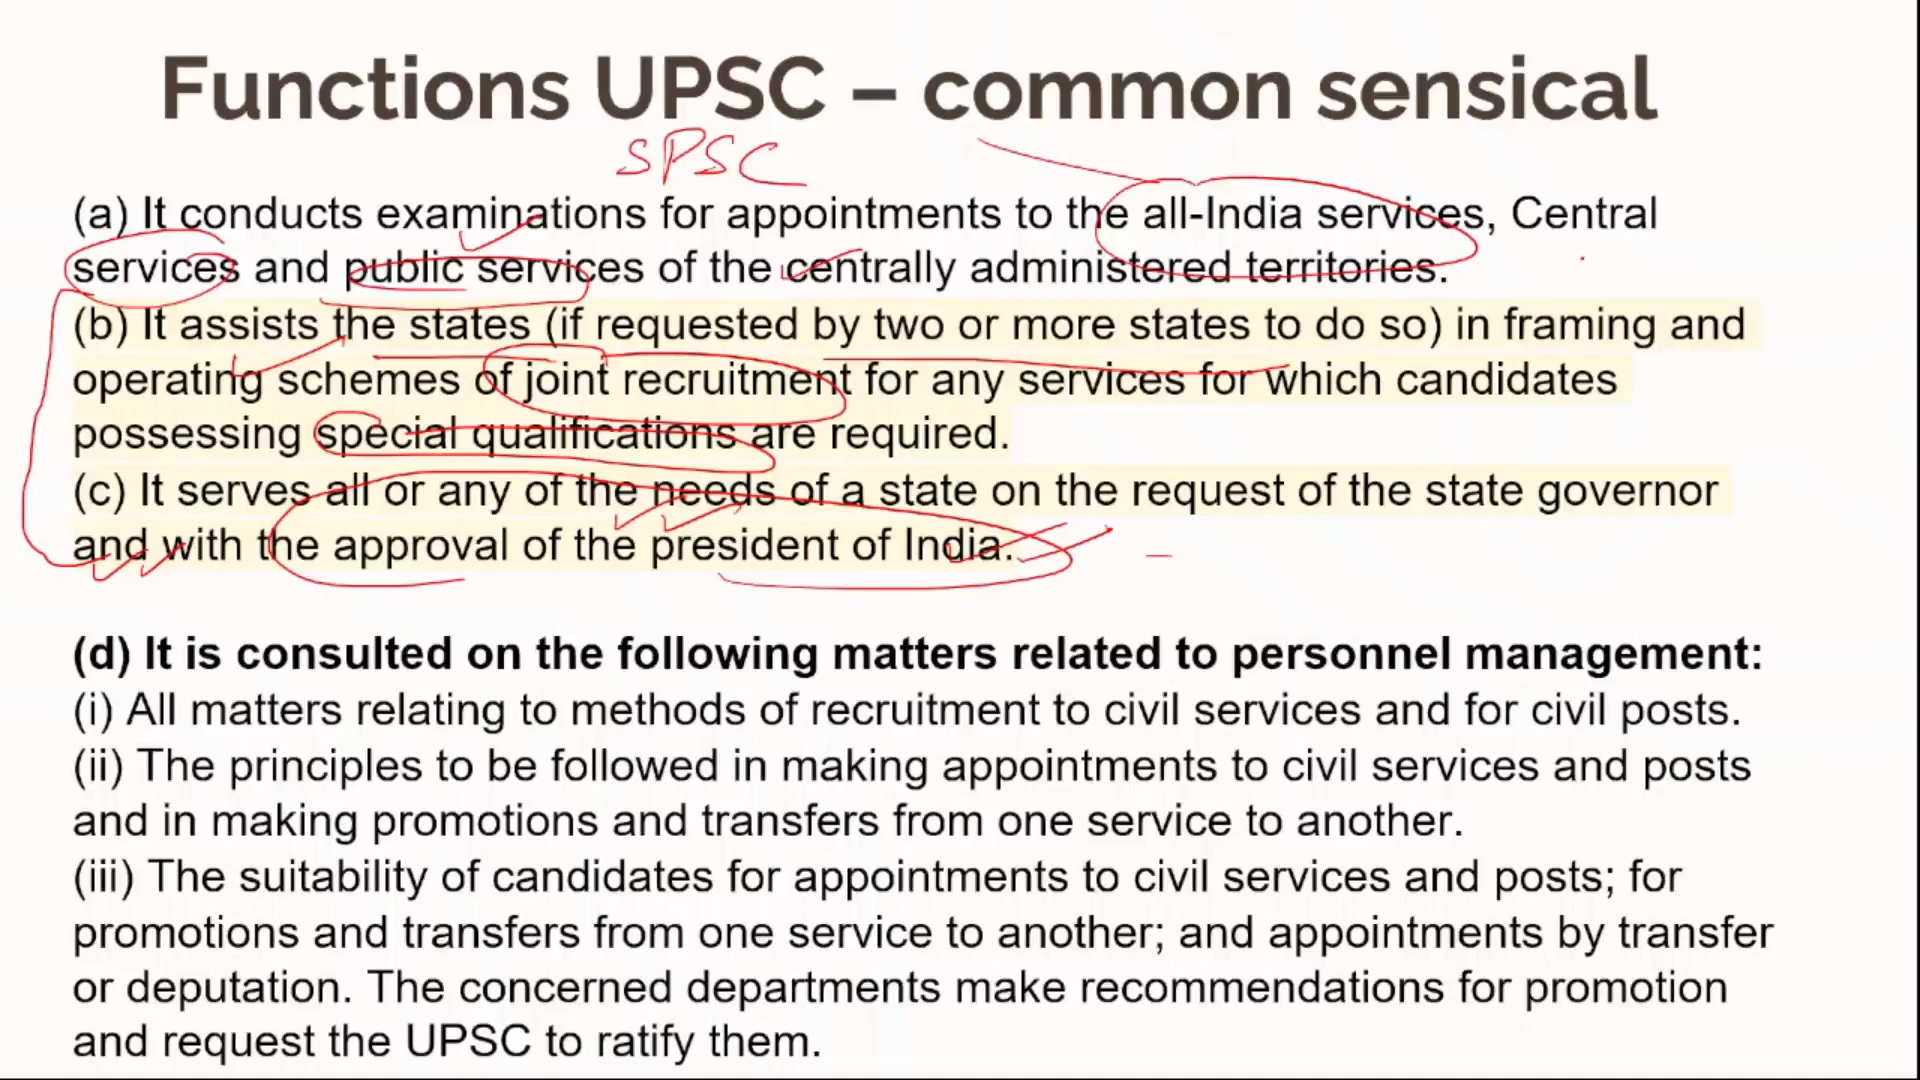 Functions UPSC – common sensical
SPSC
(a) It conducts examinations for appointments to the all-India services, Central
services and public services of the centrally administered territories.
(b) It assists the states (if requested by two or more states to do so) in framing and
operating schemes of joint recruitment for any services for which candidates
possessing special qualifications are required.
(c) It serves all or any of the needs of a state on the request of the state governor
and with the approval of the president of India.
(d) It is consulted on the following matters related to personnel management:
(i) All matters relating to methods of recruitment to civil services and for civil posts.
(ii) The principles to be followed in making appointments to civil services and posts
and in making promotions and transfers from one service to another.
(iii) The suitability of candidates for appointments to civil services and posts; for
promotions and transfers from one service to another; and appointments by transfer
or deputation. The concerned departments make recommendations for promotion
and request the UPSC to ratify them.